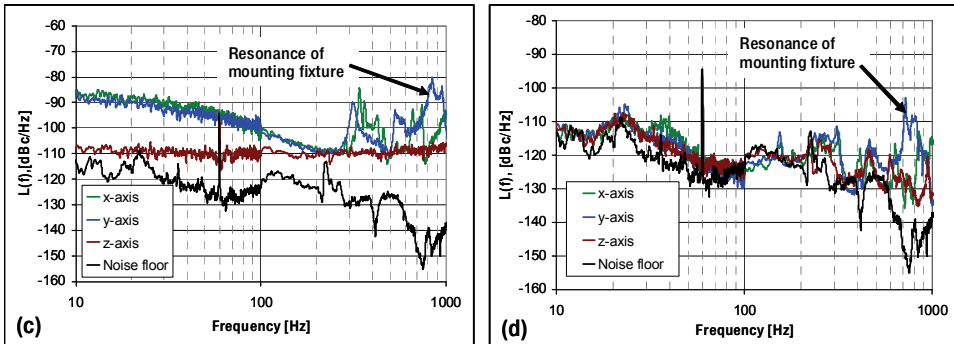 -60
-70
-80
-90
-100
-110
-120
-130
-140
-150
-160
L(f), [dB c/Hz]
Resonance of
mounting fixture
x-axis
y-axis
z-axis
Noise floor
10
100
1000
Frequency [Hz]
(c)
-80
-90
-100
-110
-120
-130
-140
-150
-160
L(f), [dB c/Hz]
Resonance of
mounting fixture
x-axis
y-axis
z-axis
Noise floor
10
100
1000
Frequency [Hz]
(d)